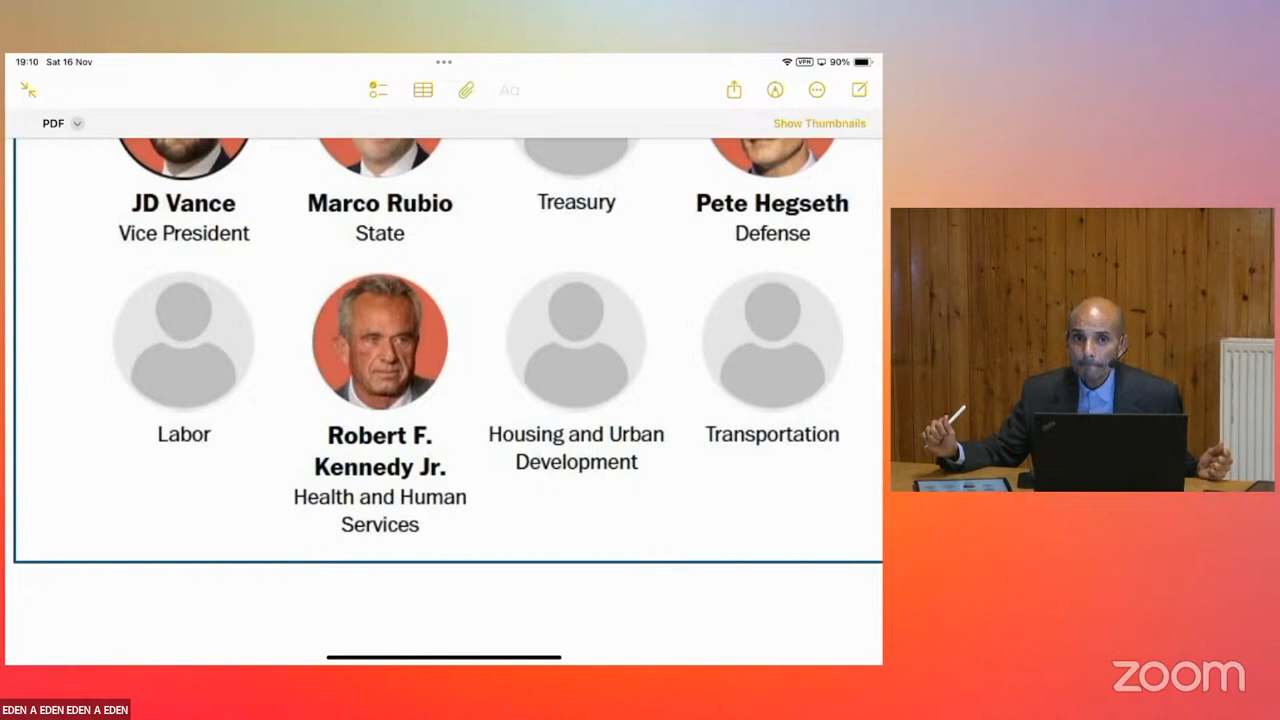 19:10 Sat 16 Nov
VPN 90%
Aa
PDF
Show Thumbnails
JD Vance
Vice President
Marco Rubio
State
Treasury
Pete Hegseth
Defense
Labor
Robert F.
Kennedy Jr.
Health and Human
Services
Housing and Urban
Development
Transportation
zoom
EDEN A EDEN EDEN A EDEN